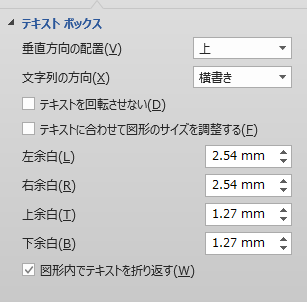 テキスト ボックス
垂直方向の配置(V) 上
文字列の方向(X) 横書き
テキストを回転させない(D)
テキストに合わせて図形のサイズを調整する(F)
左余白(L) 2.54 mm
右余白(R) 2.54 mm
上余白(T) 1.27 mm
下余白(B) 1.27 mm
図形内でテキストを折り返す(W)